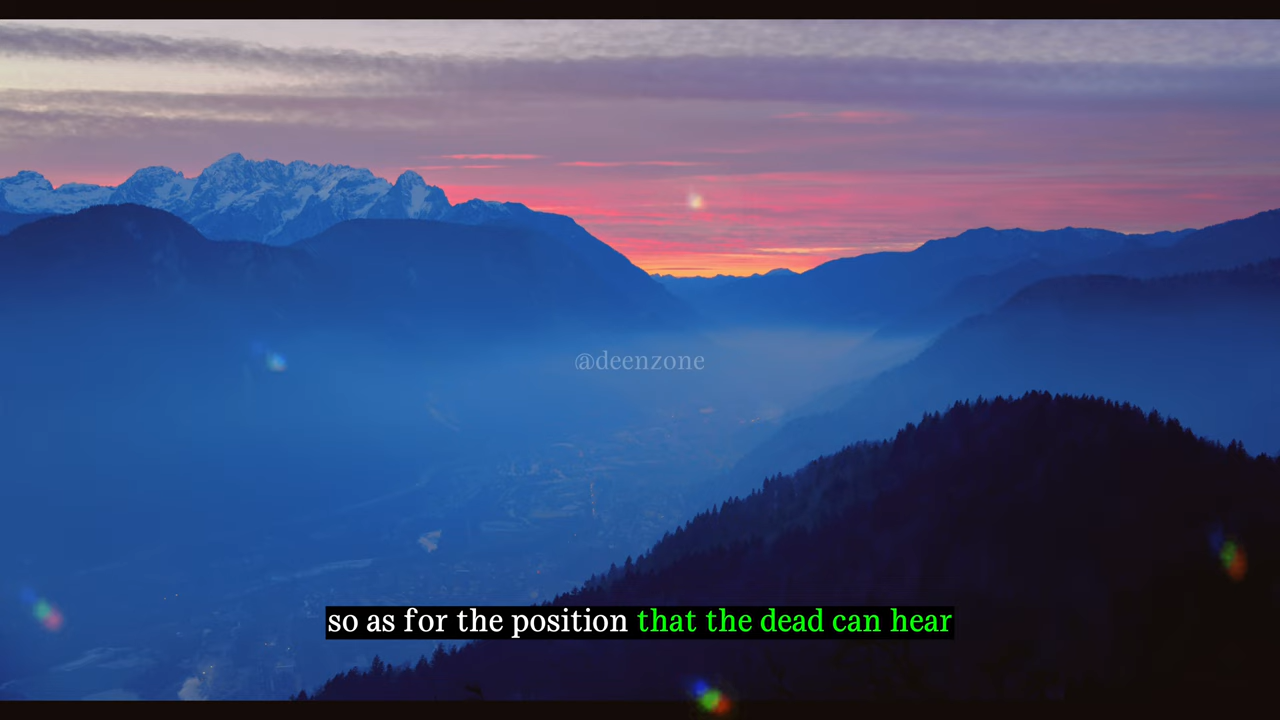 @deenzone
so as for the position that the dead can hear